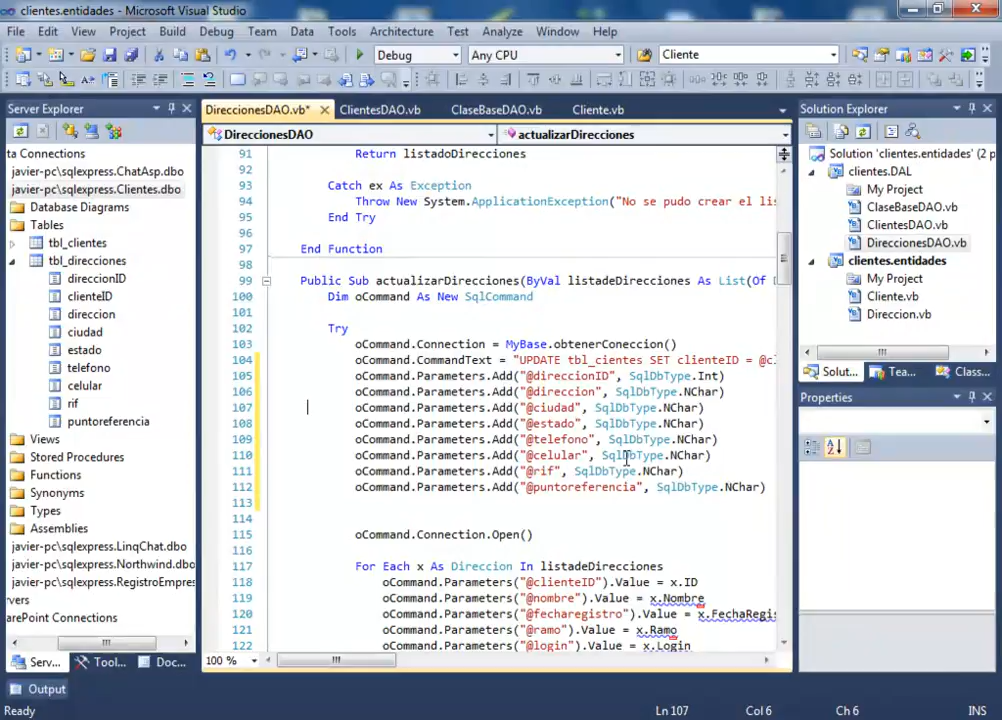 clientes.entidades - Microsoft Visual Studio
File Edit View Project Build Debug Team Data Tools Architecture Test Analyze Window Help
Debug Any CPU Cliente
Server Explorer
ta Connections
javier-pc\sqlexpress.ChatAsp.dbo
javier-pc\sqlexpress.Clientes.dbo
Database Diagrams
Tables
tbl_clientes
tbl_direcciones
direccionID
clienteID
direccion
ciudad
estado
telefono
celular
rif
puntoreferencia
Views
Stored Procedures
Functions
Synonyms
Types
Assemblies
javier-pc\sqlexpress.LinqChat.dbo
javier-pc\sqlexpress.Northwind.dbo
javier-pc\sqlexpress.RegistroEmpres
rvers
arePoint Connections
Serv... Tool... Doc...
Output
DireccionesDAO.vb* ClientesDAO.vb ClaseBaseDAO.vb Cliente.vb
DireccionesDAO actualizarDirecciones
91 Return listadoDirecciones
92
93 Catch ex As Exception
94 Throw New System.ApplicationException("No se pudo crear el lis
95 End Try
96
97 End Function
98
99 Public Sub actualizarDirecciones(ByVal listadeDirecciones As List(Of D
100 Dim oCommand As New SqlCommand
101
102 Try
103 oCommand.Connection = MyBase.obtenerConeccion()
104 oCommand.CommandText = "UPDATE tbl_cientes SET clienteID = @cl
105 oCommand.Parameters.Add("@direccionID", SqlDbType.Int)
106 oCommand.Parameters.Add("@direccion", SqlDbType.NChar)
107 oCommand.Parameters.Add("@ciudad", SqlDbType.NChar)
108 oCommand.Parameters.Add("@estado", SqlDbType.NChar)
109 oCommand.Parameters.Add("@telefono", SqlDbType.NChar)
110 oCommand.Parameters.Add("@celular", SqlDbType.NChar)
111 oCommand.Parameters.Add("@rif", SqlDbType.NChar)
112 oCommand.Parameters.Add("@puntoreferencia", SqlDbType.NChar)
113
114
115 oCommand.Connection.Open()
116
117 For Each x As Direccion In listadeDirecciones
118 oCommand.Parameters("@clienteID").Value = x.ID
119 oCommand.Parameters("@nombre").Value = x.Nombre
120 oCommand.Parameters("@fecharegistro").Value = x.FechaRegis
121 oCommand.Parameters("@ramo").Value = x.Ramo
122 oCommand.Parameters("@login").Value = x.Login
100 %
Solution Explorer
Solution 'clientes.entidades' (2 p
clientes.DAL
My Project
ClaseBaseDAO.vb
ClientesDAO.vb
DireccionesDAO.vb
clientes.entidades
My Project
Cliente.vb
Direccion.vb
Solut... Tea... Class...
Properties
Ln 107 Col 6 Ch 6 INS